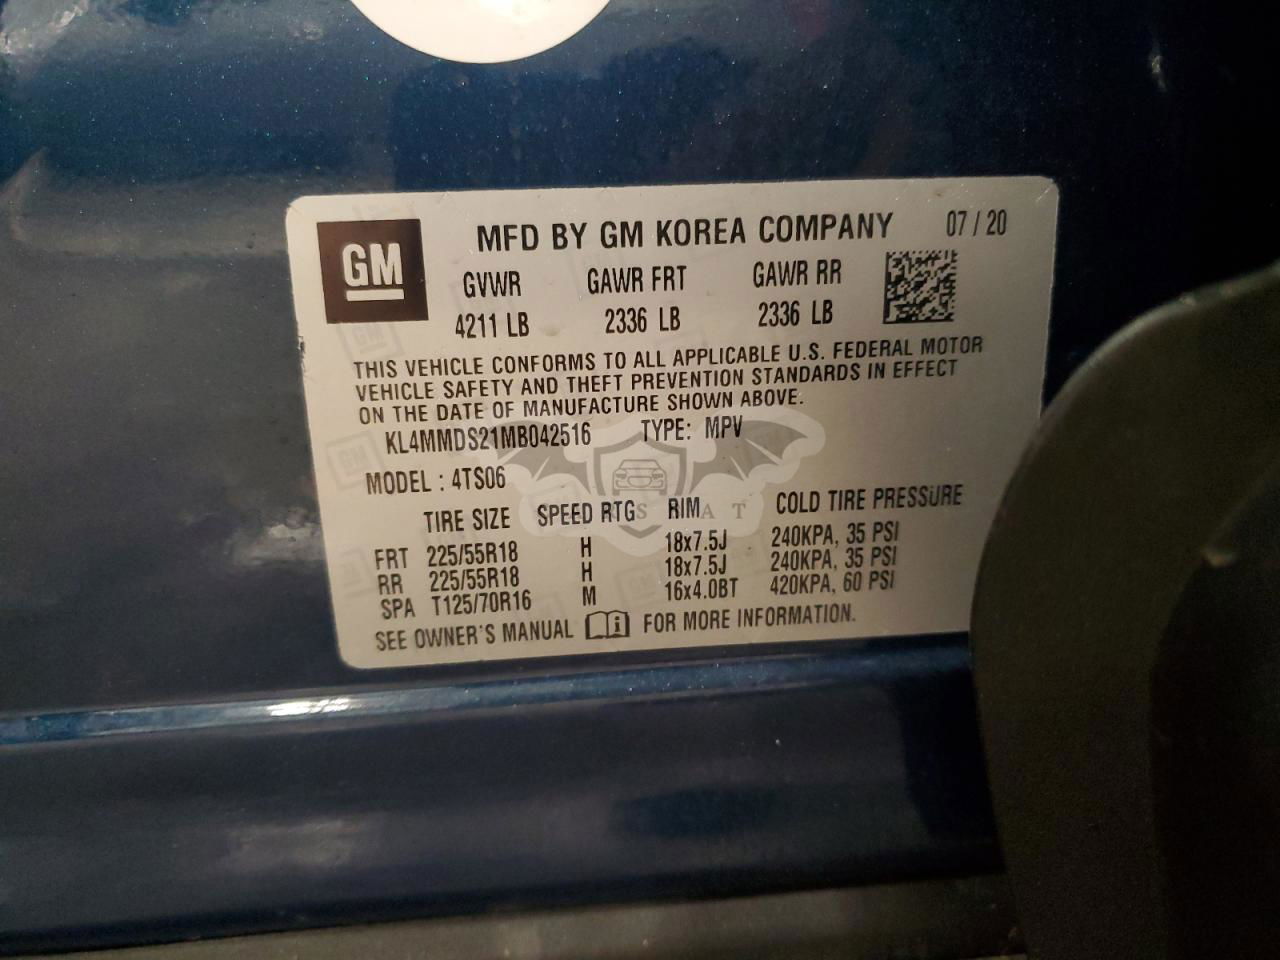 GM
MFD BY GM KOREA COMPANY 07 / 20
GVWR GAWR FRT GAWR RR
4211 LB 2336 LB 2336 LB
THIS VEHICLE CONFORMS TO ALL APPLICABLE U.S. FEDERAL MOTOR
VEHICLE SAFETY AND THEFT PREVENTION STANDARDS IN EFFECT
ON THE DATE OF MANUFACTURE SHOWN ABOVE.
KL4MMDS21MB042516 TYPE: MPV
MODEL : 4TS06
TIRE SIZE SPEED RTG RIM COLD TIRE PRESSURE
FRT 225/55R18 H 18x7.5J 240KPA, 35 PSI
RR 225/55R18 H 18x7.5J 240KPA, 35 PSI
SPA T125/70R16 M 16x4.0BT 420KPA, 60 PSI
SEE OWNER'S MANUAL FOR MORE INFORMATION.